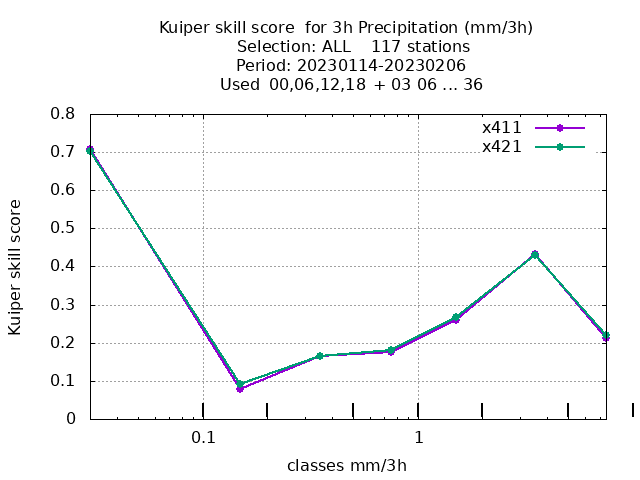 Kuiper skill score  for 3h Precipitation (mm/3h)
Selection: ALL    117 stations
Period: 20230114-20230206
Used  00,06,12,18  + 03 06 ... 36
x411
x421
0.8
0.7
0.6
0.5
0.4
0.3
0.2
0.1
0
Kuiper skill score
0.1
1
classes mm/3h